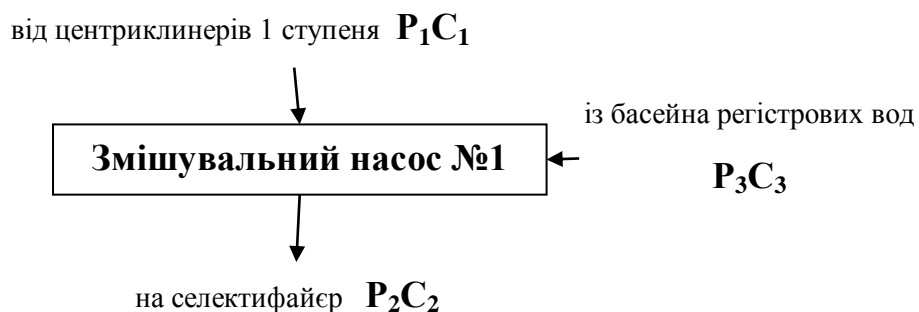 від центриклинерів 1 ступеня P₁C₁
із басейна регістрових вод
Змішувальний насос №1
P₃C₃
на селектифайєр P₂C₂